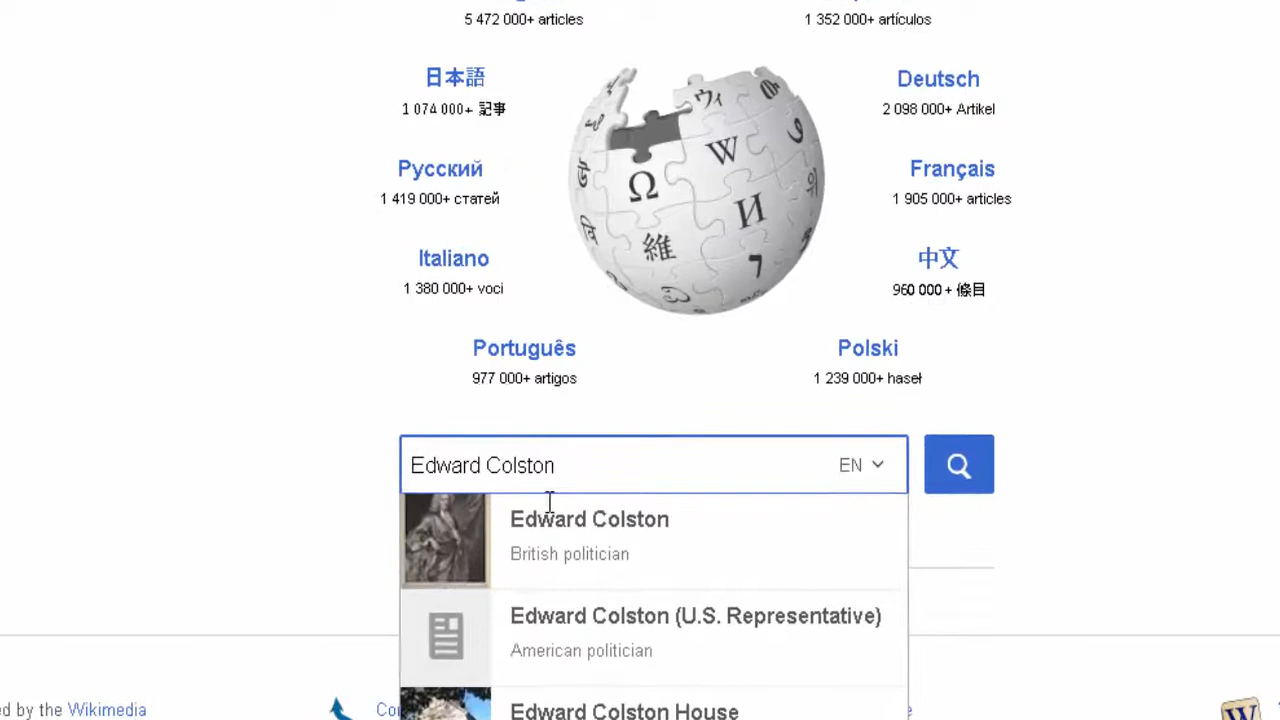 5 472 000+ articles
1 352 000+ artículos
日本語
Deutsch
1 074 000+ 記事
2 098 000+ Artikel
Русский
Français
1 419 000+ статей
1 905 000+ articles
Italiano
中文
1 380 000+ voci
960 000+ 條目
Português
Polski
977 000+ artigos
1 239 000+ haseł
Edward Colston
EN
Edward Colston
British politician
Edward Colston (U.S. Representative)
American politician
Edward Colston House
ed by the Wikimedia